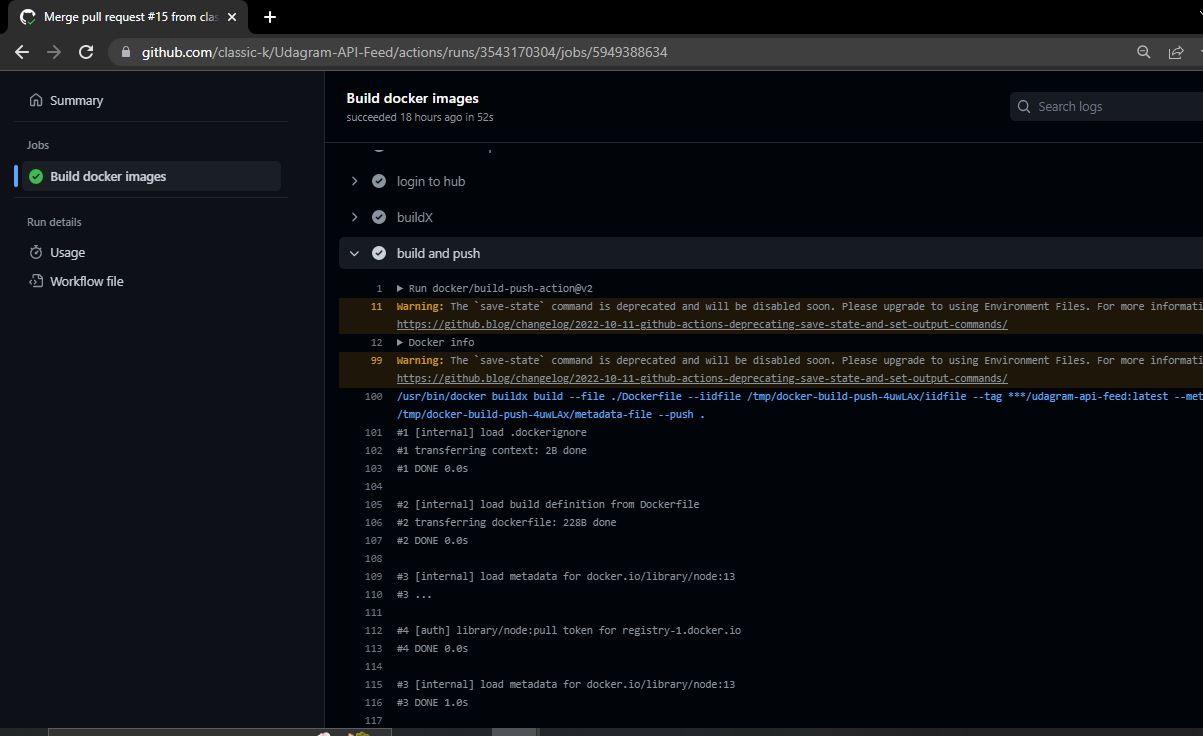 Merge pull request #15 from clas
github.com/classic-k/Udagram-API-Feed/actions/runs/3543170304/jobs/5949388634
Summary
Jobs
Build docker images
Run details
Usage
Workflow file
Build docker images
succeeded 18 hours ago in 52s
Search logs
login to hub
buildX
build and push
1 Run docker/build-push-action@v2
11 Warning: The `save-state` command is deprecated and will be disabled soon. Please upgrade to using Environment Files. For more informati
https://github.blog/changelog/2022-10-11-github-actions-deprecating-save-state-and-set-output-commands/
12 Docker info
99 Warning: The `save-state` command is deprecated and will be disabled soon. Please upgrade to using Environment Files. For more informati
https://github.blog/changelog/2022-10-11-github-actions-deprecating-save-state-and-set-output-commands/
100 /usr/bin/docker buildx build --file ./Dockerfile --iidfile /tmp/docker-build-push-4uwLAx/iidfile --tag ***/udagram-api-feed:latest --met
/tmp/docker-build-push-4uwLAx/metadata-file --push .
101 #1 [internal] load .dockerignore
102 #1 transferring context: 2B done
103 #1 DONE 0.0s
104
105 #2 [internal] load build definition from Dockerfile
106 #2 transferring dockerfile: 228B done
107 #2 DONE 0.0s
108
109 #3 [internal] load metadata for docker.io/library/node:13
110 #3 ...
111
112 #4 [auth] library/node:pull token for registry-1.docker.io
113 #4 DONE 0.0s
114
115 #3 [internal] load metadata for docker.io/library/node:13
116 #3 DONE 1.0s
117